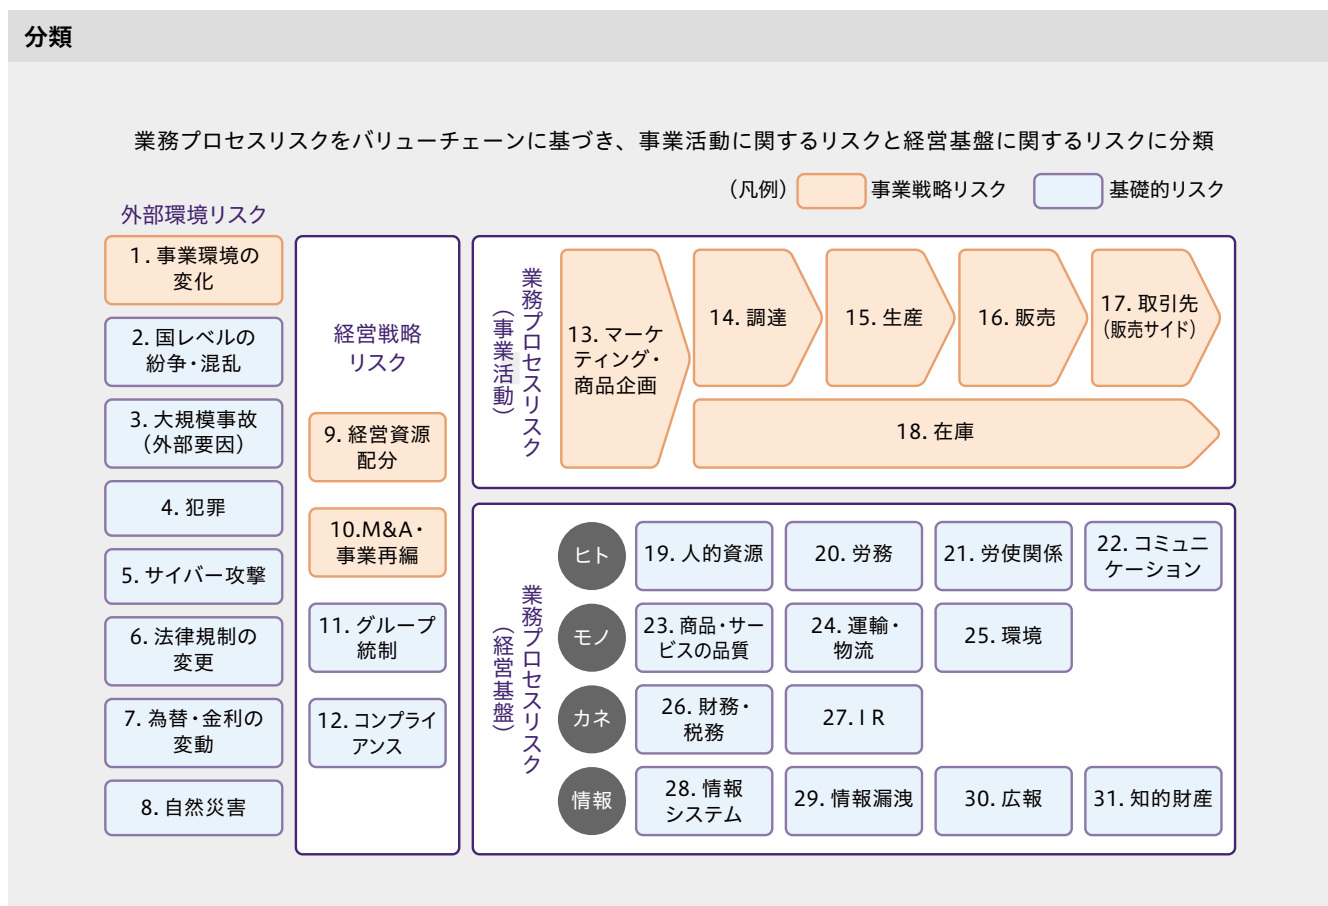 分類
業務プロセスリスクをバリューチェーンに基づき、事業活動に関するリスクと経営基盤に関するリスクに分類
（凡例） 事業戦略リスク 基礎的リスク
外部環境リスク
1. 事業環境の
変化
2. 国レベルの
紛争・混乱
3. 大規模事故
（外部要因）
4. 犯罪
5. サイバー攻撃
6. 法律規制の
変更
7. 為替・金利の
変動
8. 自然災害
経営戦略
リスク
9. 経営資源
配分
10.M&A・
事業再編
11. グループ
統制
12. コンプライ
アンス
業務プロセスリスク
（事業活動）
13. マーケ
ティング・
商品企画
14. 調達
15. 生産
16. 販売
17. 取引先
（販売サイド）
18. 在庫
業務プロセスリスク
（経営基盤）
ヒト
19. 人的資源
20. 労務
21. 労使関係
22. コミュニ
ケーション
モノ
23. 商品・サー
ビスの品質
24. 運輸・
物流
25. 環境
カネ
26. 財務・
税務
27. I R
情報
28. 情報
システム
29. 情報漏洩
30. 広報
31. 知的財産